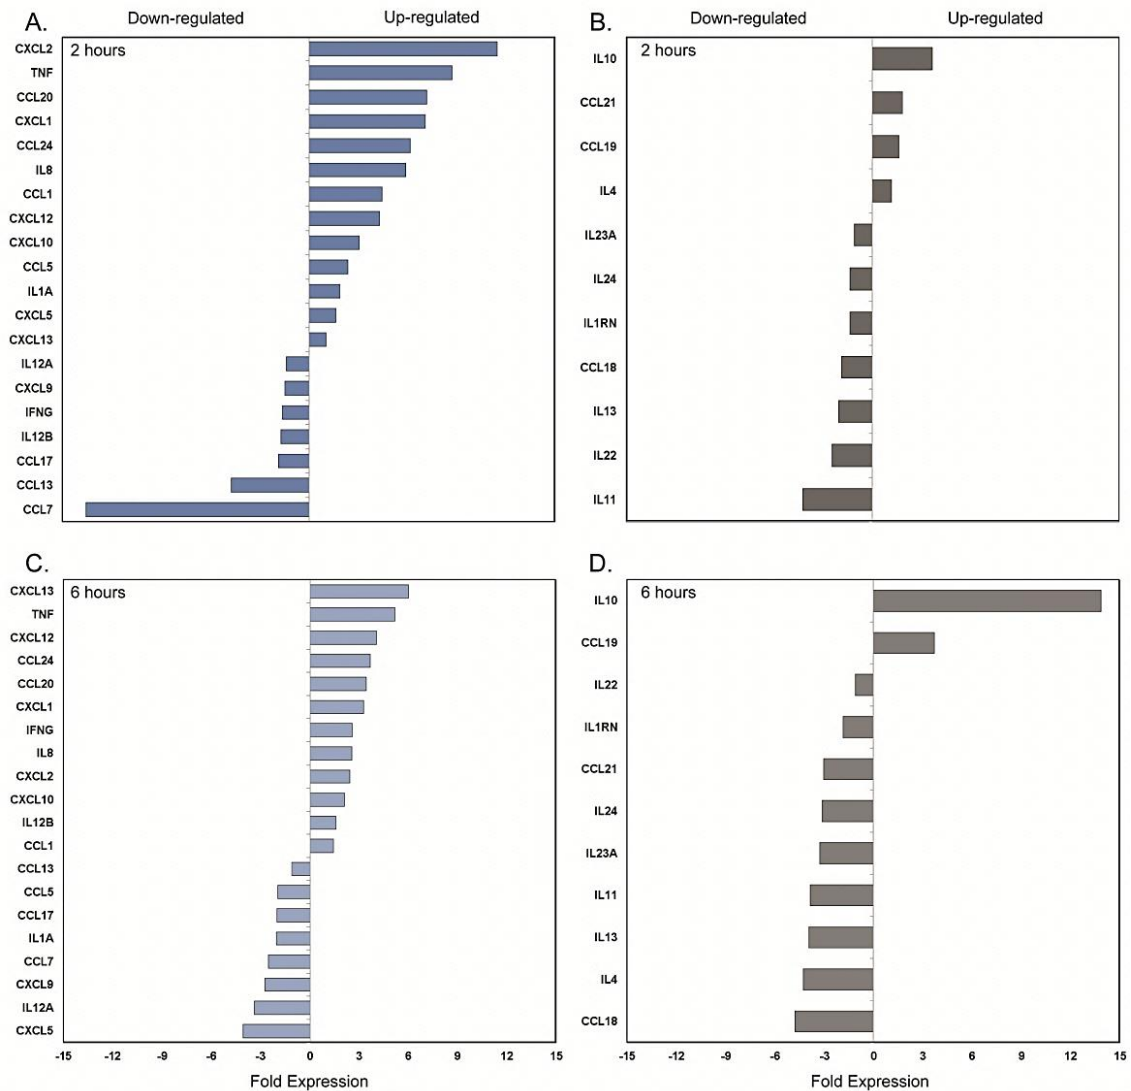 A.
Down-regulated
Up-regulated
2 hours
CXCL2
TNF
CCL20
CXCL1
CCL24
IL8
CCL1
CXCL12
CXCL10
CCL5
IL1A
CXCL5
CXCL13
IL12A
CXCL9
IFNG
IL12B
CCL17
CCL13
CCL7
B.
Down-regulated
Up-regulated
2 hours
IL10
CCL21
CCL19
IL4
IL23A
IL24
IL1RN
CCL18
IL13
IL22
IL11
C.
6 hours
CXCL13
TNF
CXCL12
CCL24
CCL20
CXCL1
IFNG
IL8
CXCL2
CXCL10
IL12B
CCL1
CCL13
CCL5
CCL17
IL1A
CCL7
CXCL9
IL12A
CXCL5
-15 -12 -9 -6 -3 0 3 6 9 12 15
Fold Expression
D.
6 hours
IL10
CCL19
IL22
IL1RN
CCL21
IL24
IL23A
IL11
IL13
IL4
CCL18
-15 -12 -9 -6 -3 0 3 6 9 12 15
Fold Expression